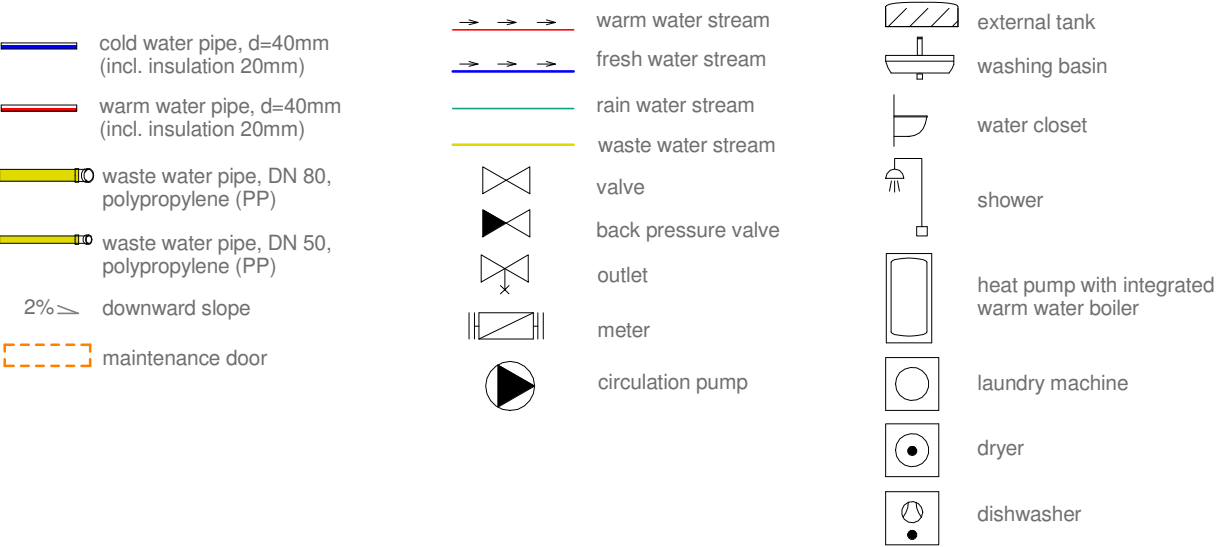 cold water pipe, d=40mm
(incl. insulation 20mm)
warm water pipe, d=40mm
(incl. insulation 20mm)
waste water pipe, DN 80,
polypropylene (PP)
waste water pipe, DN 50,
polypropylene (PP)
2% downward slope
maintenance door
warm water stream
fresh water stream
rain water stream
waste water stream
valve
back pressure valve
outlet
meter
circulation pump
external tank
washing basin
water closet
shower
heat pump with integrated
warm water boiler
laundry machine
dryer
dishwasher